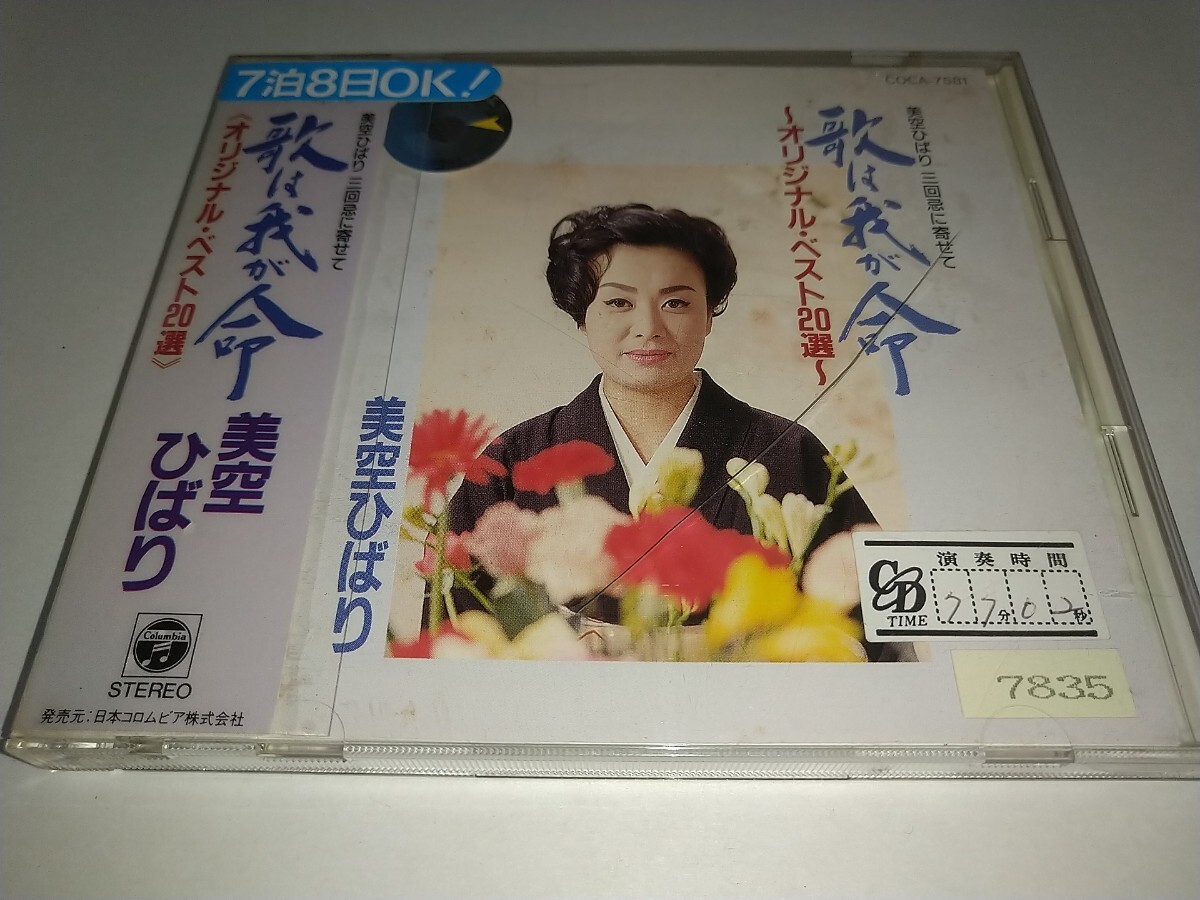 7泊8日OK!
美空ひばり 三回忌に寄せて
歌は我が命
《オリジナル・ベスト20選》
美空
ひばり
Columbia
STEREO
発売元:日本コロムビア株式会社
COCA-7581
美空ひばり 三回忌に寄せて
歌は我が命
〜オリジナル・ベスト20選〜
美空ひばり
演奏時間
CD TIME
77分02秒
7835